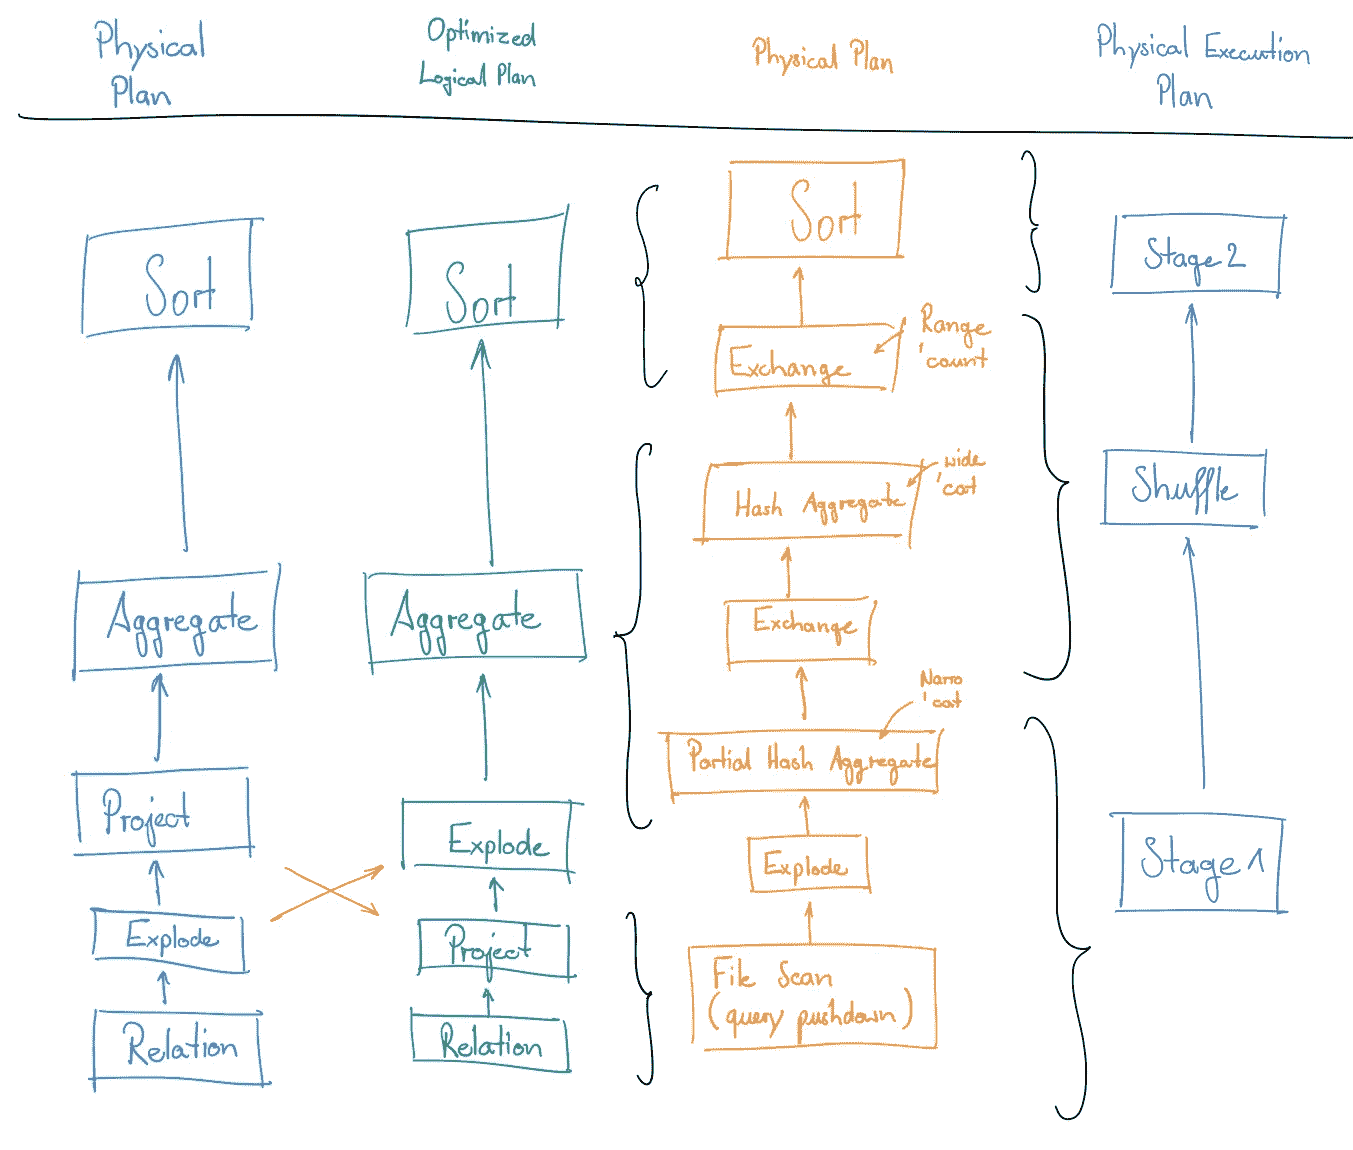 Physical
Plan
Optimized
Logical Plan
Physical Plan
Physical Execution
Plan
Sort
Aggregate
Project
Explode
Relation
Sort
Aggregate
Explode
Project
Relation
Sort
Exchange
Range
'count
Hash Aggregate
wide
'cost
Exchange
Narro
'cost
Partial Hash Aggregate
Explode
File Scan
(query pushdown)
Stage 2
Shuffle
Stage 1